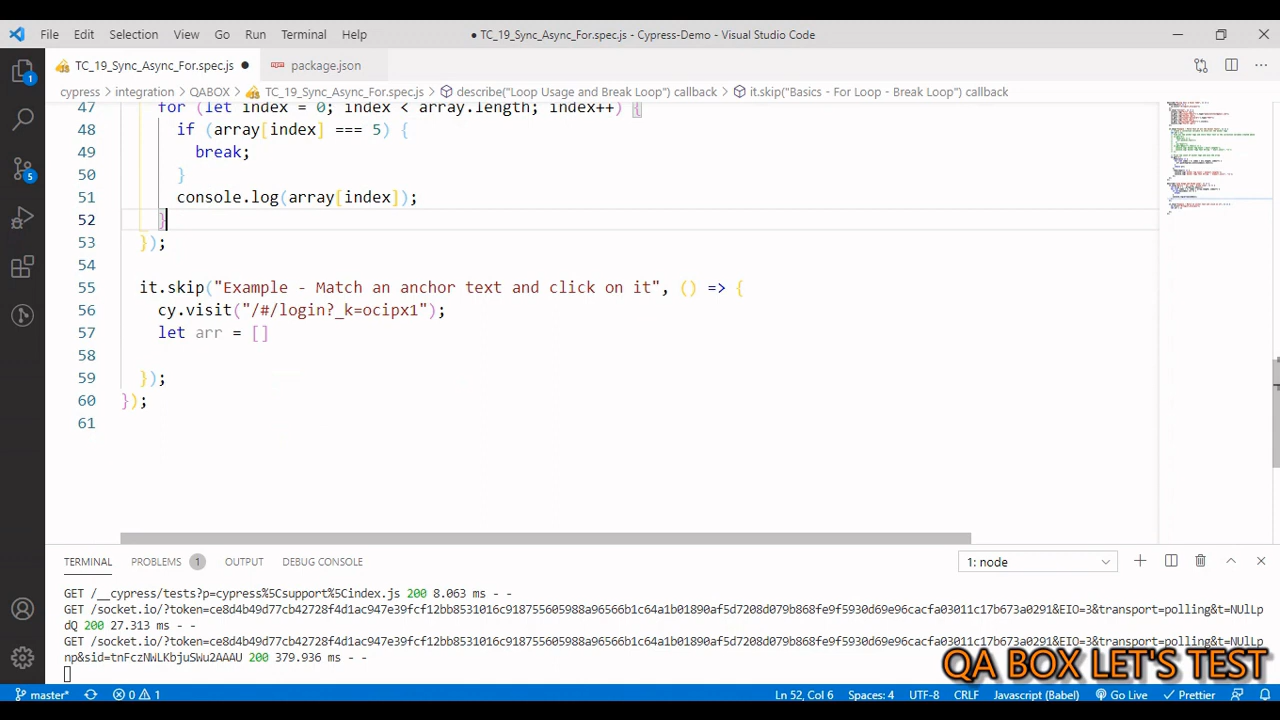 File Edit Selection View Go Run Terminal Help
● TC_19_Sync_Async_For.spec.js - Cypress-Demo - Visual Studio Code
TC_19_Sync_Async_For.spec.js ●
package.json
cypress > integration > QABOX > TC_19_Sync_Async_For.spec.js > describe("Loop Usage and Break Loop") callback > it.skip("Basics - For Loop - Break Loop") callback
47 for (let index = 0; index < array.length; index++) {
48 if (array[index] === 5) {
49 break;
50 }
51 console.log(array[index]);
52 }
53 });
54
55 it.skip("Example - Match an anchor text and click on it", () => {
56 cy.visit("/#/login?_k=ocipx1");
57 let arr = []
58
59 });
60 });
61
1
5
TERMINAL PROBLEMS 1 OUTPUT DEBUG CONSOLE
1: node
GET /__cypress/tests?p=cypress%5Csupport%5Cindex.js 200 8.063 ms - -
GET /socket.io/?token=ce8d4b49d77cb42728f4d1ac947e39fcf12bb8531016c918755605988a96566b1c64a1b01890af5d7208d079b868fe9f5930d69e96cacfa03011c17b673a0291&EIO=3&transport=polling&t=NUlLp
dQ 200 27.313 ms - -
GET /socket.io/?token=ce8d4b49d77cb42728f4d1ac947e39fcf12bb8531016c918755605988a96566b1c64a1b01890af5d7208d079b868fe9f5930d69e96cacfa03011c17b673a0291&EIO=3&transport=polling&t=NUlLp
np&sid=tnFczNWLKbjuSWu2AAAU 200 379.936 ms - -
QA BOX LET'S TEST
master* 0 1 Ln 52, Col 6 Spaces: 4 UTF-8 CRLF Javascript (Babel) Go Live Prettier